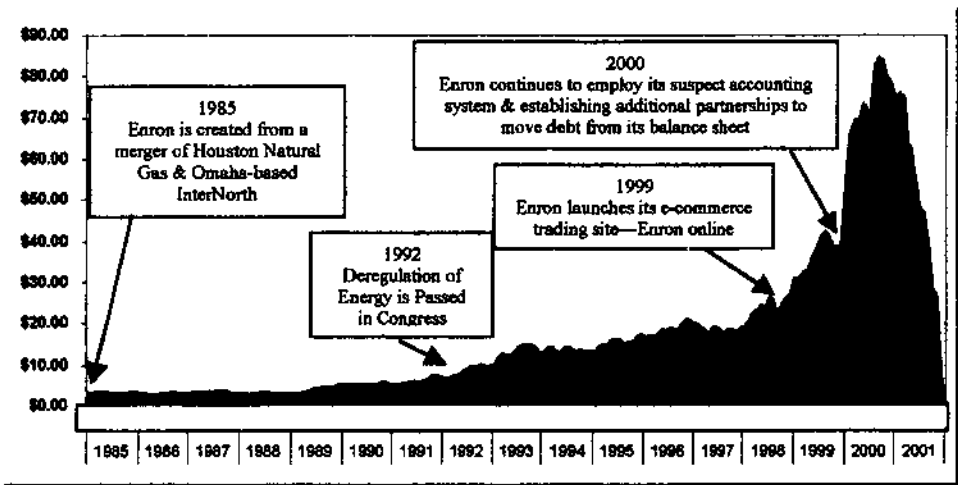 $90.00
$80.00
$70.00
$60.00
$50.00
$40.00
$30.00
$20.00
$10.00
$0.00
1985
Enron is created from a
merger of Houston Natural
Gas & Omaha-based
InterNorth
1992
Deregulation of
Energy is Passed
in Congress
2000
Enron continues to employ its suspect accounting
system & establishing additional partnerships to
move debt from its balance sheet
1999
Enron launches its e-commerce
trading site—Enron online
1985 1986 1987 1988 1989 1990 1991 1992 1993 1994 1995 1996 1997 1998 1999 2000 2001